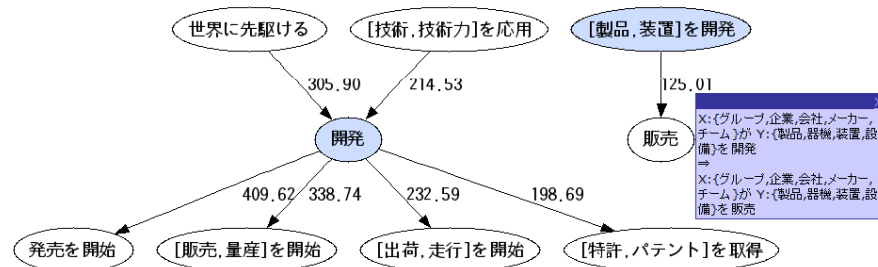 世界に先駆ける
[技術,技術力]を応用
[製品,装置]を開発
305.90
214.53
125.01
開発
販売
X:{グループ,企業,会社,メーカー,
チーム}が Y:{製品,器機,装置,設
備}を 開発
⇒
X:{グループ,企業,会社,メーカー,
チーム}が Y:{製品,器機,装置,設
備}を 販売
409.62
338.74
232.59
198.69
発売を開始
[販売,量産]を開始
[出荷,走行]を開始
[特許,パテント]を取得